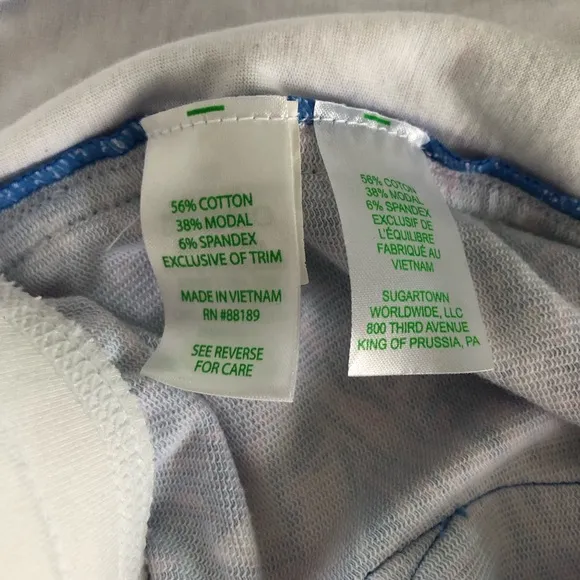 56% COTTON
38% MODAL
6% SPANDEX
EXCLUSIVE OF TRIM
MADE IN VIETNAM
RN #88189
SEE REVERSE
FOR CARE
56% COTON
38% MODAL
6% SPANDEX
EXCLUSIF DE
L'ÉQUILIBRE
FABRIQUÉ AU
VIETNAM
SUGARTOWN
WORLDWIDE, LLC
800 THIRD AVENUE
KING OF PRUSSIA, PA